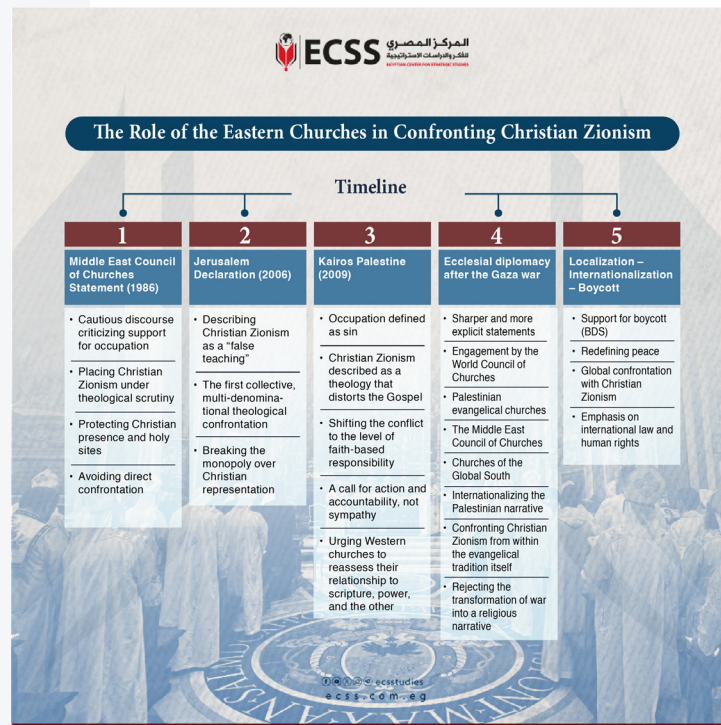 ECSS
المركز المصري
للفكر والدراسات الاستراتيجية
EGYPTIAN CENTER FOR STRATEGIC STUDIES
The Role of the Eastern Churches in Confronting Christian Zionism
Timeline
1
Middle East Council
of Churches
Statement (1986)
• Cautious discourse
criticizing support
for occupation
• Placing Christian
Zionism under
theological scrutiny
• Protecting Christian
presence and holy
sites
• Avoiding direct
confrontation
2
Jerusalem
Declaration (2006)
• Describing
Christian Zionism
as a “false
teaching”
• The first collective,
multi-denomina-
tional theological
confrontation
• Breaking the
monopoly over
Christian
representation
3
Kairos Palestine
(2009)
• Occupation defined
as sin
• Christian Zionism
described as a
theology that
distorts the Gospel
• Shifting the conflict
to the level of
faith-based
responsibility
• A call for action and
accountability, not
sympathy
• Urging Western
churches to
reassess their
relationship to
scripture, power,
and the other
4
Ecclesial diplomacy
after the Gaza war
• Sharper and more
explicit statements
• Engagement by the
World Council of
Churches
• Palestinian
evangelical churches
• The Middle East
Council of Churches
• Churches of the
Global South
• Internationalizing the
Palestinian narrative
• Confronting Christian
Zionism from within
the evangelical
tradition itself
• Rejecting the
transformation of war
into a religious
narrative
5
Localization –
Internationalization
– Boycott
• Support for boycott
(BDS)
• Redefining peace
• Global confrontation
with Christian
Zionism
• Emphasis on
international law and
human rights
ecsstudies
ecss.com.eg